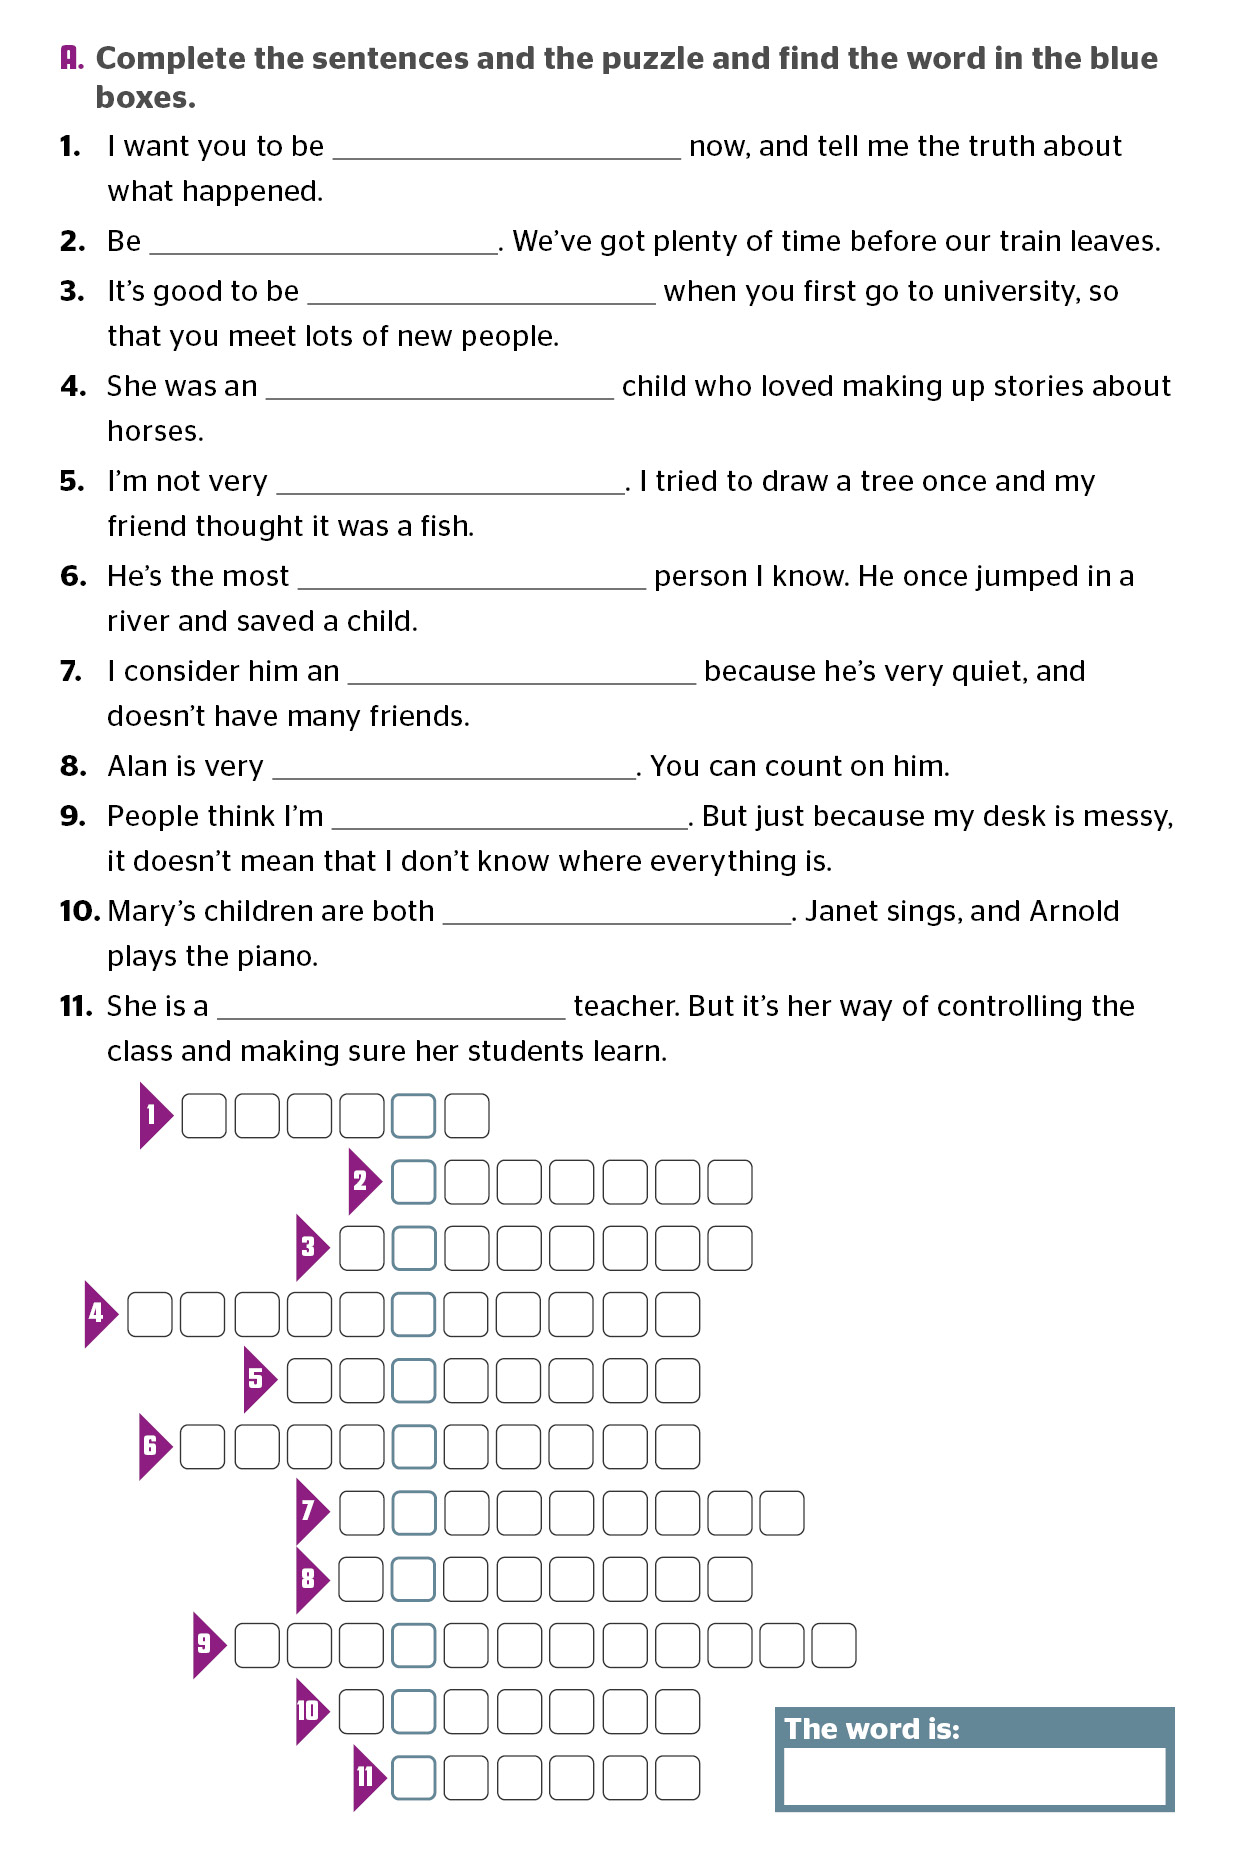 A. Complete the sentences and the puzzle and find the word in the blue
boxes.
1. I want you to be ______________________ now, and tell me the truth about
what happened.
2. Be ______________________. We’ve got plenty of time before our train leaves.
3. It’s good to be ______________________ when you first go to university, so
that you meet lots of new people.
4. She was an ______________________ child who loved making up stories about
horses.
5. I’m not very ______________________. I tried to draw a tree once and my
friend thought it was a fish.
6. He’s the most ______________________ person I know. He once jumped in a
river and saved a child.
7. I consider him an ______________________ because he’s very quiet, and
doesn’t have many friends.
8. Alan is very ______________________. You can count on him.
9. People think I’m ______________________. But just because my desk is messy,
it doesn’t mean that I don’t know where everything is.
10. Mary’s children are both ______________________. Janet sings, and Arnold
plays the piano.
11. She is a ______________________ teacher. But it’s her way of controlling the
class and making sure her students learn.
1
2
3
4
5
6
7
8
9
10
11
The word is: